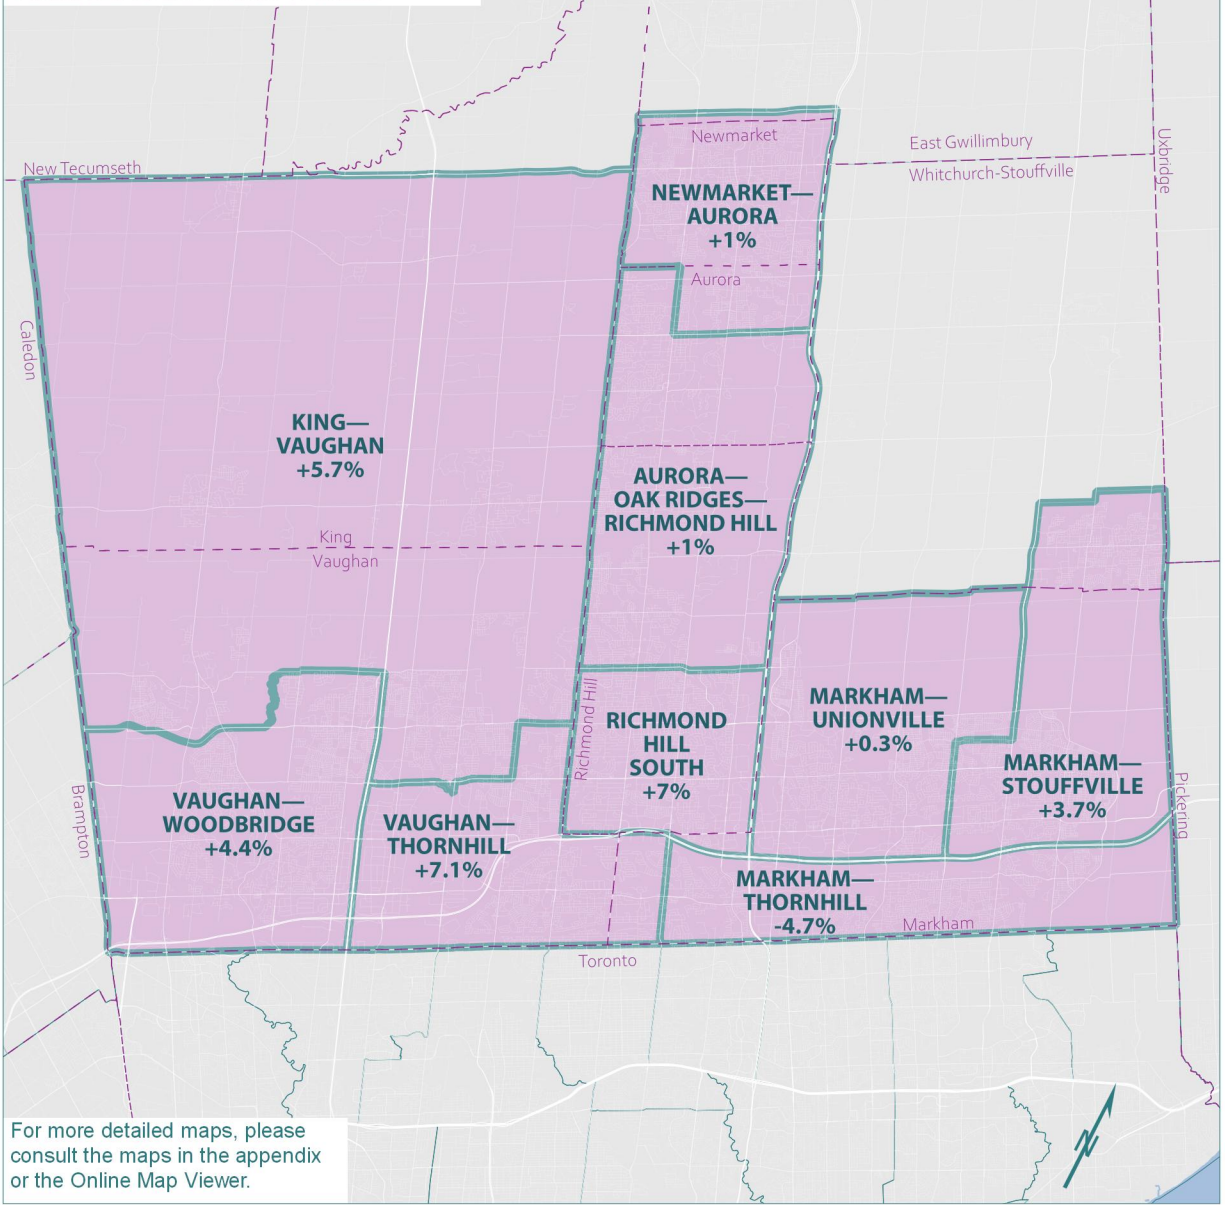 New Tecumseth
Newmarket
East Gwillimbury
Whitchurch-Stouffville
Uxbridge
NEWMARKET—
AURORA
+1%
Aurora
Caledon
KING—
VAUGHAN
+5.7%
AURORA—
OAK RIDGES—
RICHMOND HILL
+1%
King
Vaughan
Richmond Hill
RICHMOND
HILL
SOUTH
+7%
MARKHAM—
UNIONVILLE
+0.3%
MARKHAM—
STOUFFVILLE
+3.7%
Pickering
Brampton
VAUGHAN—
WOODBRIDGE
+4.4%
VAUGHAN—
THORNHILL
+7.1%
MARKHAM—
THORNHILL
-4.7%
Markham
Toronto
For more detailed maps, please
consult the maps in the appendix
or the Online Map Viewer.
N